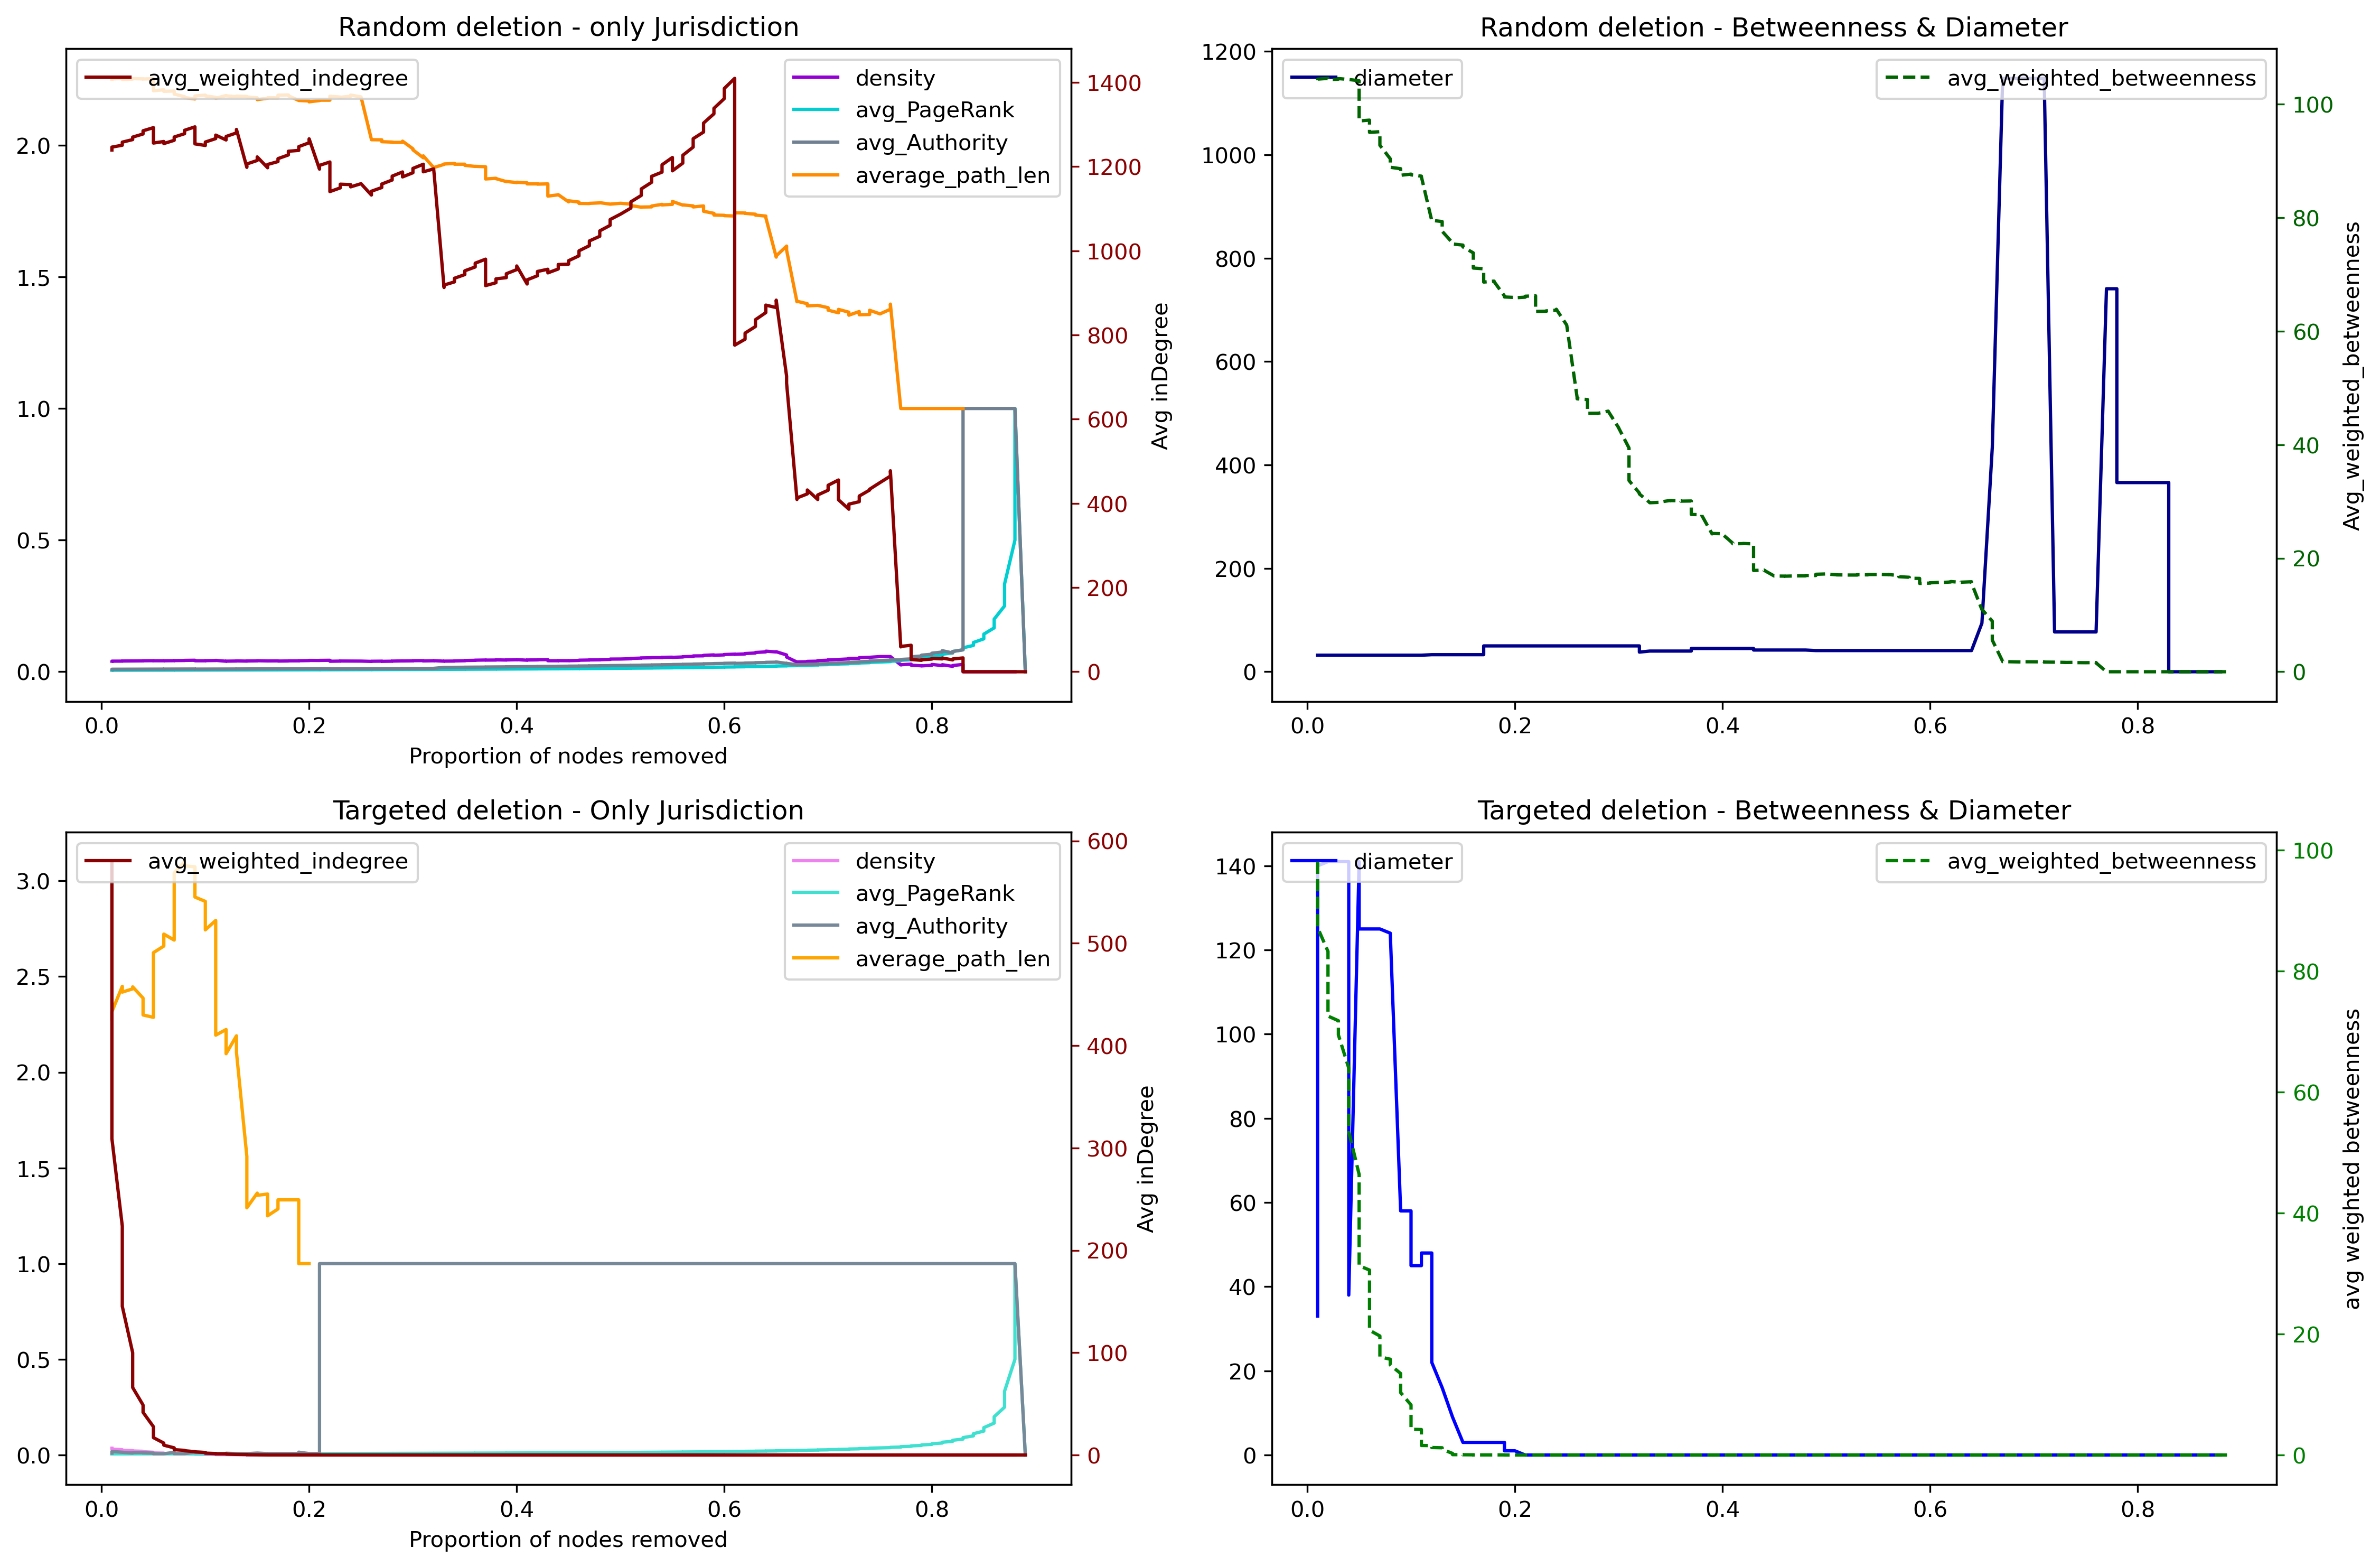 Random deletion - only Jurisdiction
avg_weighted_indegree
density
avg_PageRank
avg_Authority
average_path_len
2.0
1.5
1.0
0.5
0.0
1400
1200
1000
800
600
400
200
0
Avg inDegree
0.0 0.2 0.4 0.6 0.8
Proportion of nodes removed
Random deletion - Betweenness & Diameter
diameter
avg_weighted_betweenness
1200
1000
800
600
400
200
0
100
80
60
40
20
0
Avg_weighted_betweenness
0.0 0.2 0.4 0.6 0.8
Targeted deletion - Only Jurisdiction
avg_weighted_indegree
density
avg_PageRank
avg_Authority
average_path_len
3.0
2.5
2.0
1.5
1.0
0.5
0.0
600
500
400
300
200
100
0
Avg inDegree
0.0 0.2 0.4 0.6 0.8
Proportion of nodes removed
Targeted deletion - Betweenness & Diameter
diameter
avg_weighted_betweenness
140
120
100
80
60
40
20
0
100
80
60
40
20
0
avg weighted betweenness
0.0 0.2 0.4 0.6 0.8